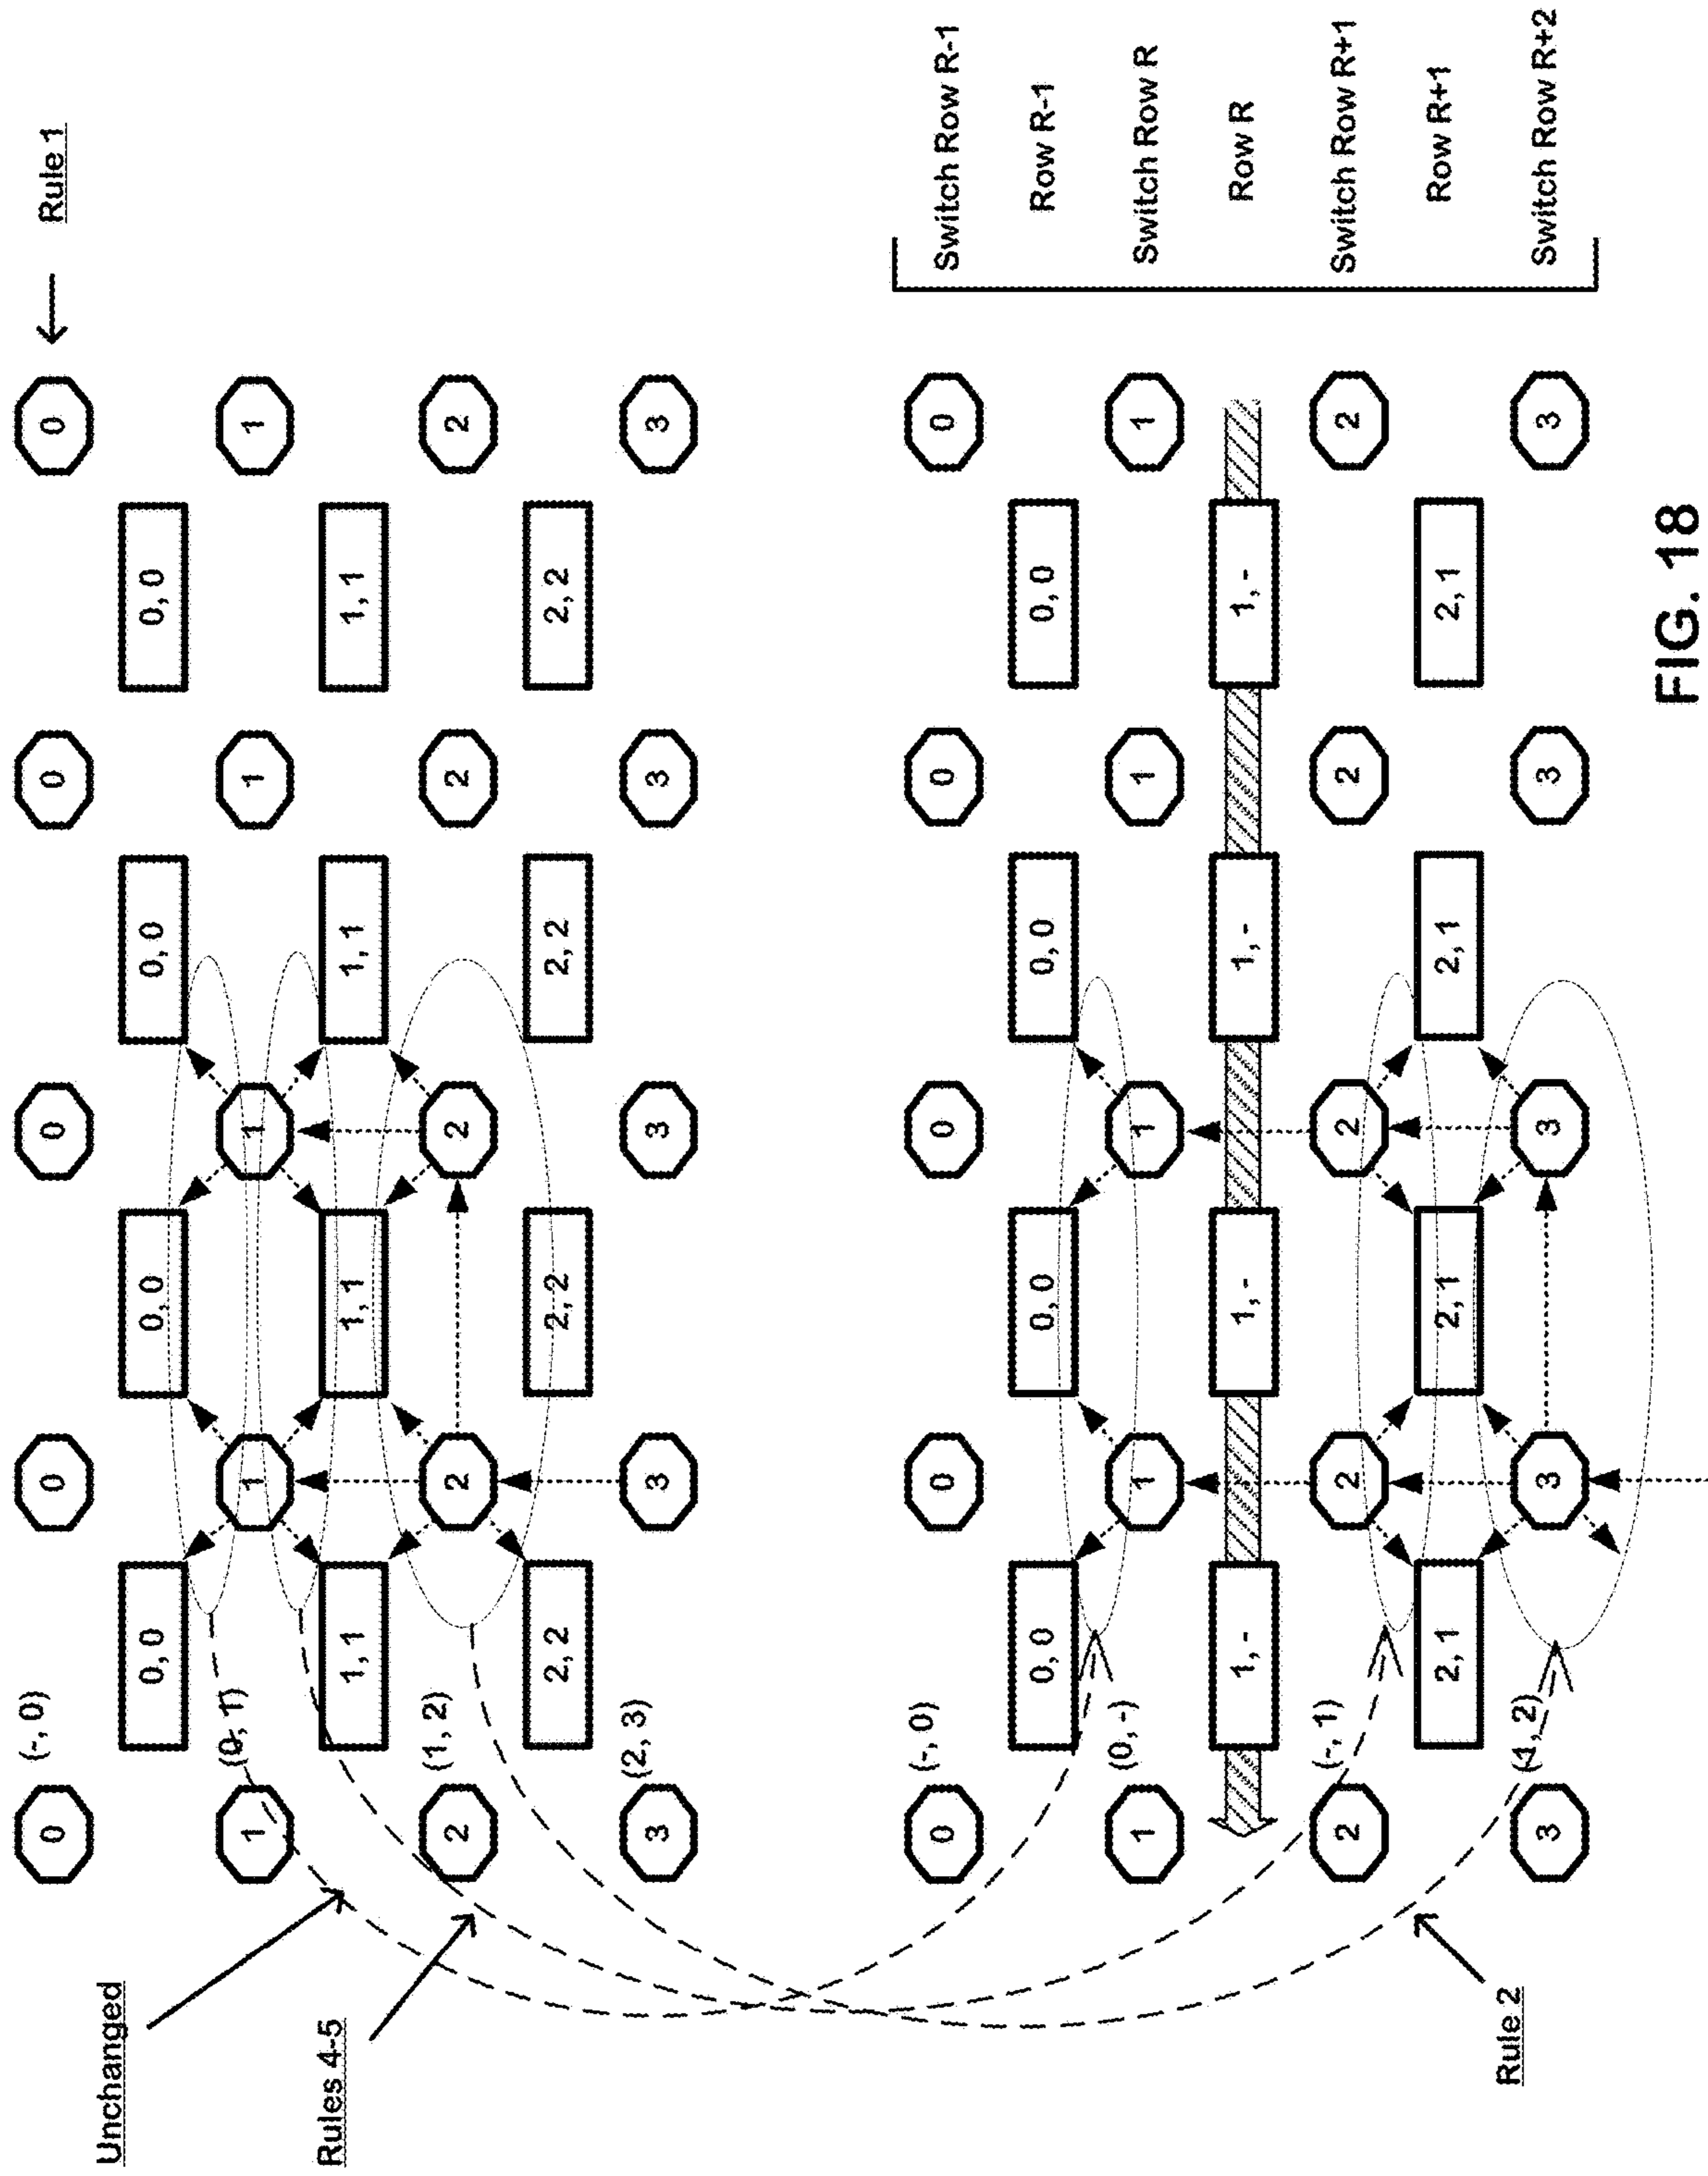 0 (-, 0) 0 0 0 0 Rule 1
Unchanged
0, 0 0, 0 0, 0 0, 0
1 (0, 1) 1 1 1 1
Rules 4-5
1, 1 1, 1 1, 1 1, 1
2 (1, 2) 2 2 2 2
2, 2 2, 2 2, 2 2, 2
3 (2, 3) 3 3 3 3
0 (-, 0) 0 0 0 0 Switch Row R-1
0, 0 0, 0 0, 0 0, 0 Row R-1
1 (0, -) 1 1 1 1 Switch Row R
1, - 1, - 1, - 1, - Row R
2 (-, 1) 2 2 2 2 Switch Row R+1
2, 1 2, 1 2, 1 2, 1 Row R+1
Rule 2
3 (1, 2) 3 3 3 3 Switch Row R+2
FIG. 18